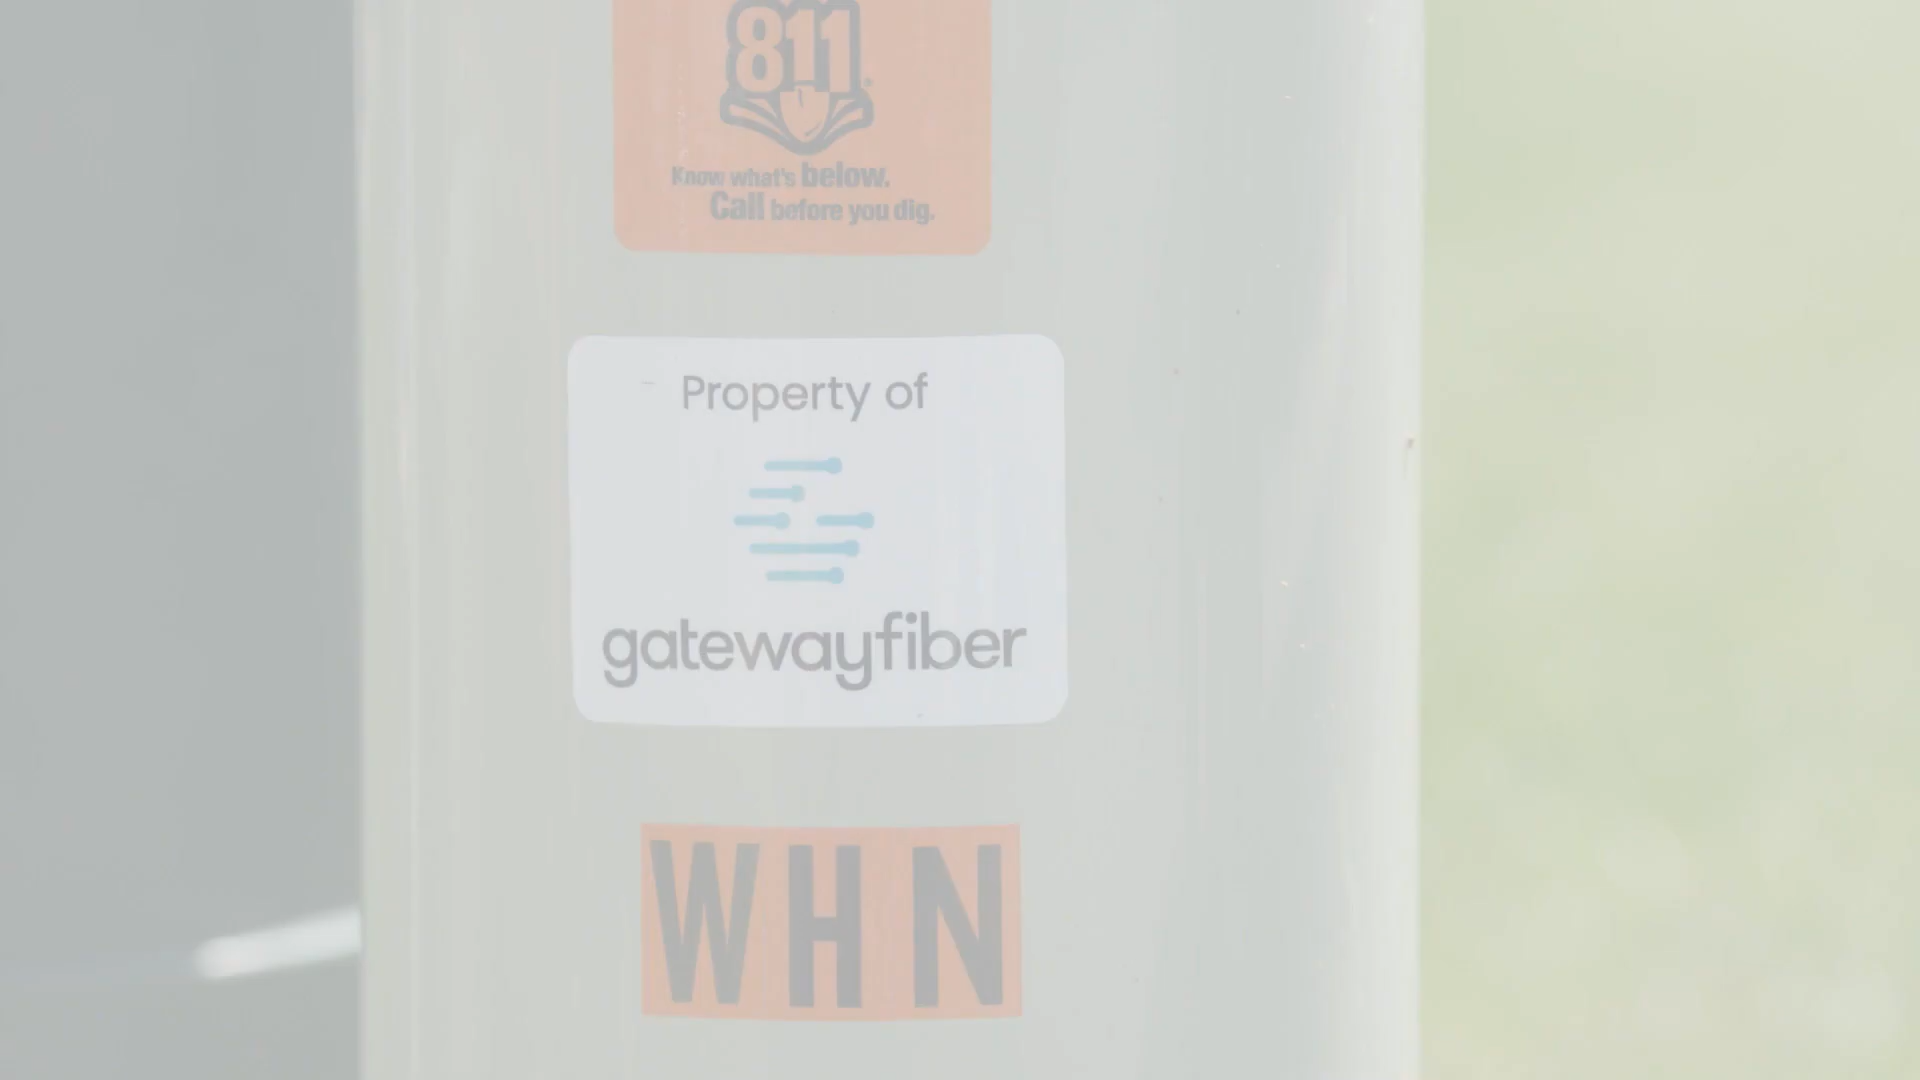 811
Know what's below.
Call before you dig.
Property of
gatewayfiber
WHN